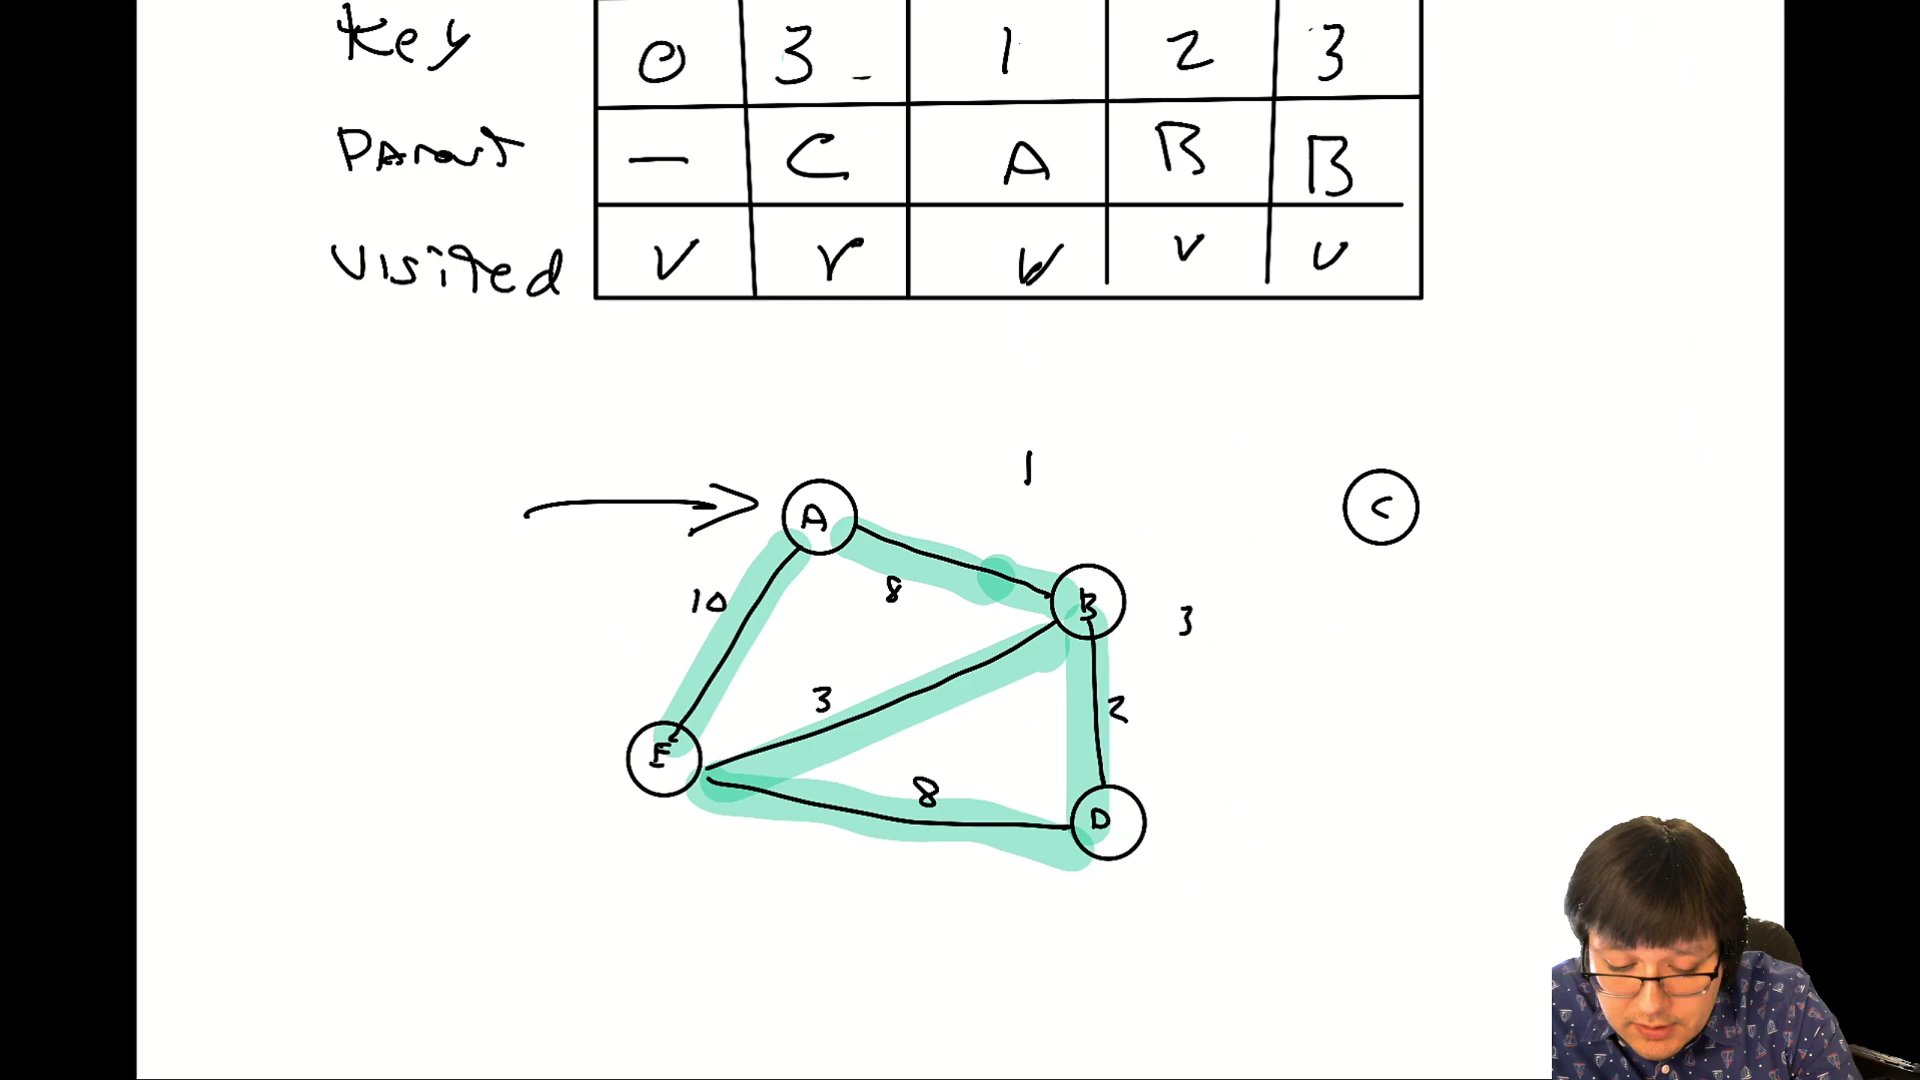 Key 0 3 - 1 2 3
Parent — C A B B
Visited v v v v v
1
A C
10 8 B 3
3 2
E
8 D